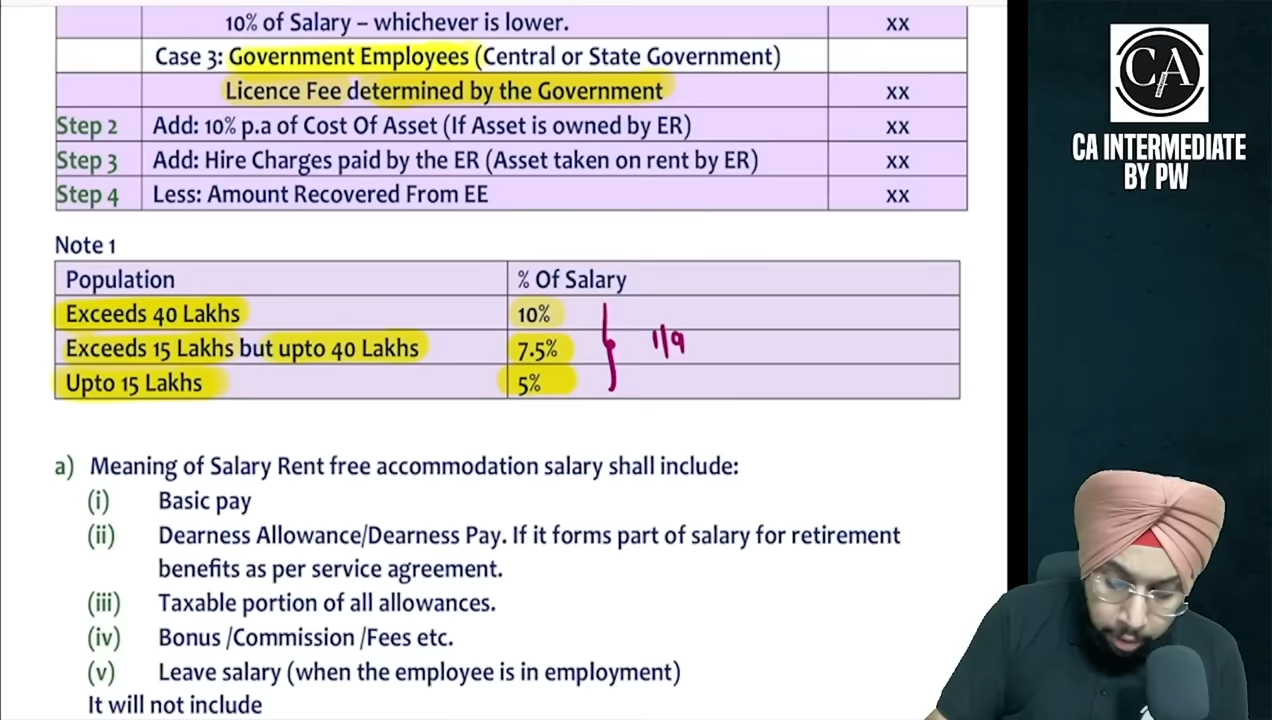 10% of Salary – whichever is lower. xx
Case 3: Government Employees (Central or State Government)
Licence Fee determined by the Government xx
Step 2 Add: 10% p.a of Cost Of Asset (If Asset is owned by ER) xx
Step 3 Add: Hire Charges paid by the ER (Asset taken on rent by ER) xx
Step 4 Less: Amount Recovered From EE xx
Note 1
Population % Of Salary
Exceeds 40 Lakhs 10%
Exceeds 15 Lakhs but upto 40 Lakhs 7.5%
Upto 15 Lakhs 5%
a) Meaning of Salary Rent free accommodation salary shall include:
(i) Basic pay
(ii) Dearness Allowance/Dearness Pay. If it forms part of salary for retirement
benefits as per service agreement.
(iii) Taxable portion of all allowances.
(iv) Bonus /Commission /Fees etc.
(v) Leave salary (when the employee is in employment)
It will not include
CA
CA INTERMEDIATE
BY PW